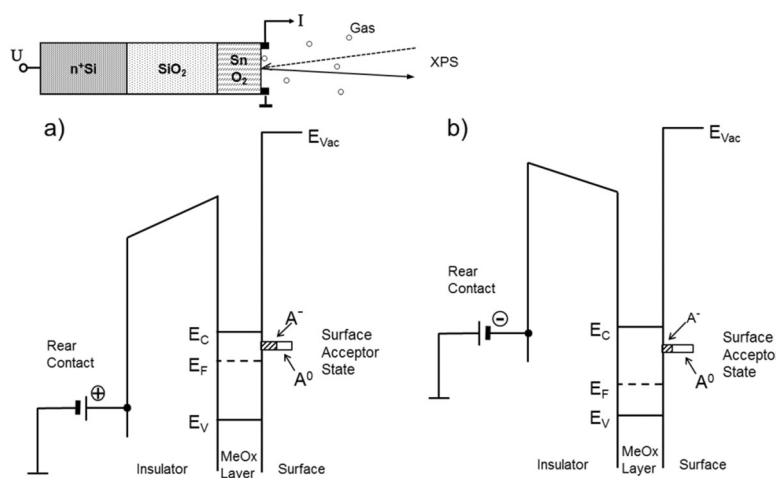 I
Gas
U
n⁺Si
SiO₂
Sn
O₂
XPS
a)
E_Vac
Rear
Contact
⊕
E_C
E_F
E_V
A⁻
A⁰
Surface
Acceptor
State
Insulator
MeOx
Layer
Surface
b)
E_Vac
Rear
Contact
⊖
E_C
E_F
E_V
A⁻
A⁰
Surface
Accepto
State
Insulator
MeOx
Layer
Surface